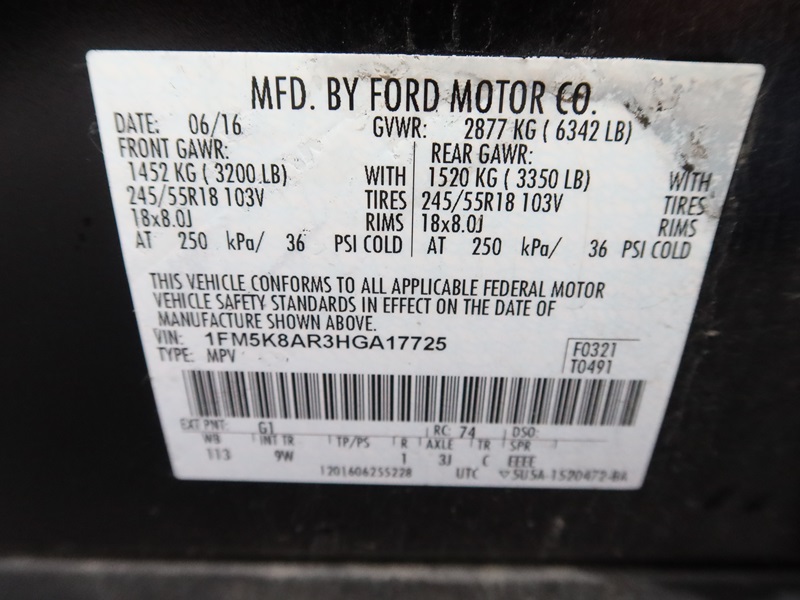 MFD. BY FORD MOTOR CO.
DATE: 06/16 GVWR: 2877 KG ( 6342 LB)
FRONT GAWR: REAR GAWR:
1452 KG ( 3200 LB) WITH 1520 KG ( 3350 LB) WITH
245/55R18 103V TIRES 245/55R18 103V TIRES
18x8.0J RIMS 18x8.0J RIMS
AT 250 kPa/ 36 PSI COLD AT 250 kPa/ 36 PSI COLD
THIS VEHICLE CONFORMS TO ALL APPLICABLE FEDERAL MOTOR
VEHICLE SAFETY STANDARDS IN EFFECT ON THE DATE OF
MANUFACTURE SHOWN ABOVE.
VIN: 1FM5K8AR3HGA17725 F0321
TYPE: MPV T0491
EXT PNT: G1 RC: 74 DSO:
WB INT TR TP/PS R AXLE TR SPR
113 9W 1 3J C EEEE
1201606255228 UTC 5U5A-1520472-BA